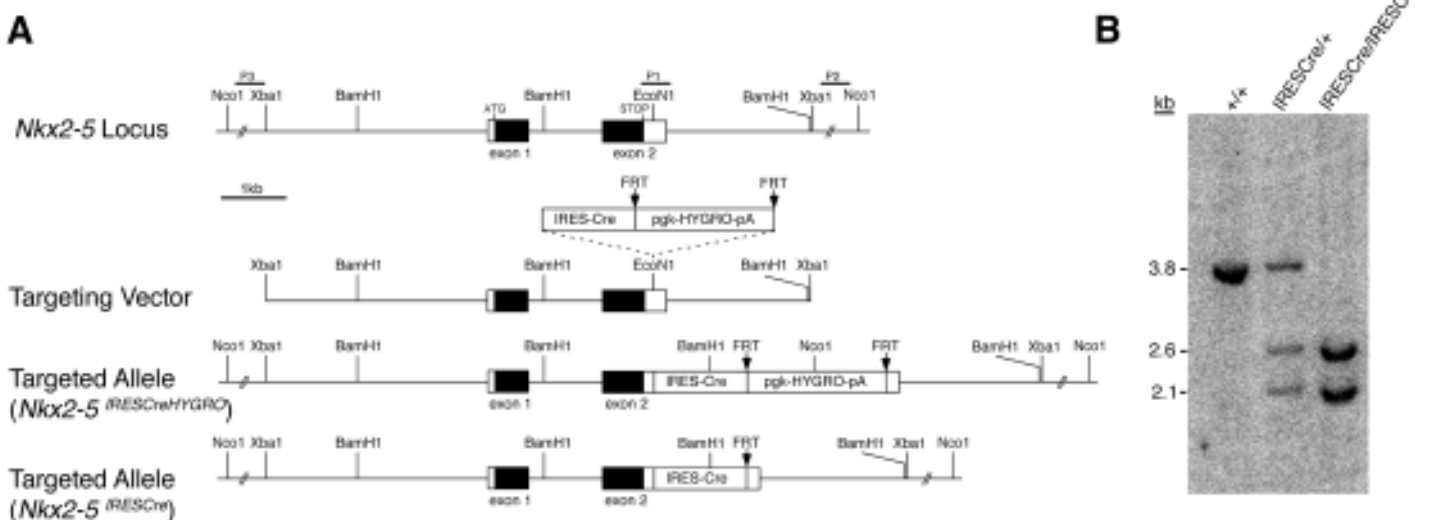 A
P3 P1 P2
Nco1 Xba1 BamH1 BamH1 EcoN1 BamH1 Xba1 Nco1
ATG STOP
Nkx2-5 Locus
exon 1 exon 2
1kb
FRT FRT
IRES-Cre pgk-HYGRO-pA
Xba1 BamH1 BamH1 EcoN1 BamH1 Xba1
Targeting Vector
Nco1 Xba1 BamH1 BamH1 BamH1 FRT Nco1 FRT BamH1 Xba1 Nco1
Targeted Allele
IRES-Cre pgk-HYGRO-pA
(Nkx2-5 IRESCreHYGRO)
exon 1 exon 2
Nco1 Xba1 BamH1 BamH1 BamH1 FRT BamH1 Xba1 Nco1
Targeted Allele
IRES-Cre
(Nkx2-5 IRESCre)
exon 1 exon 2
B
kb +/+ IRESCre/+ IRESCre/IRESC
3.8
2.6
2.1